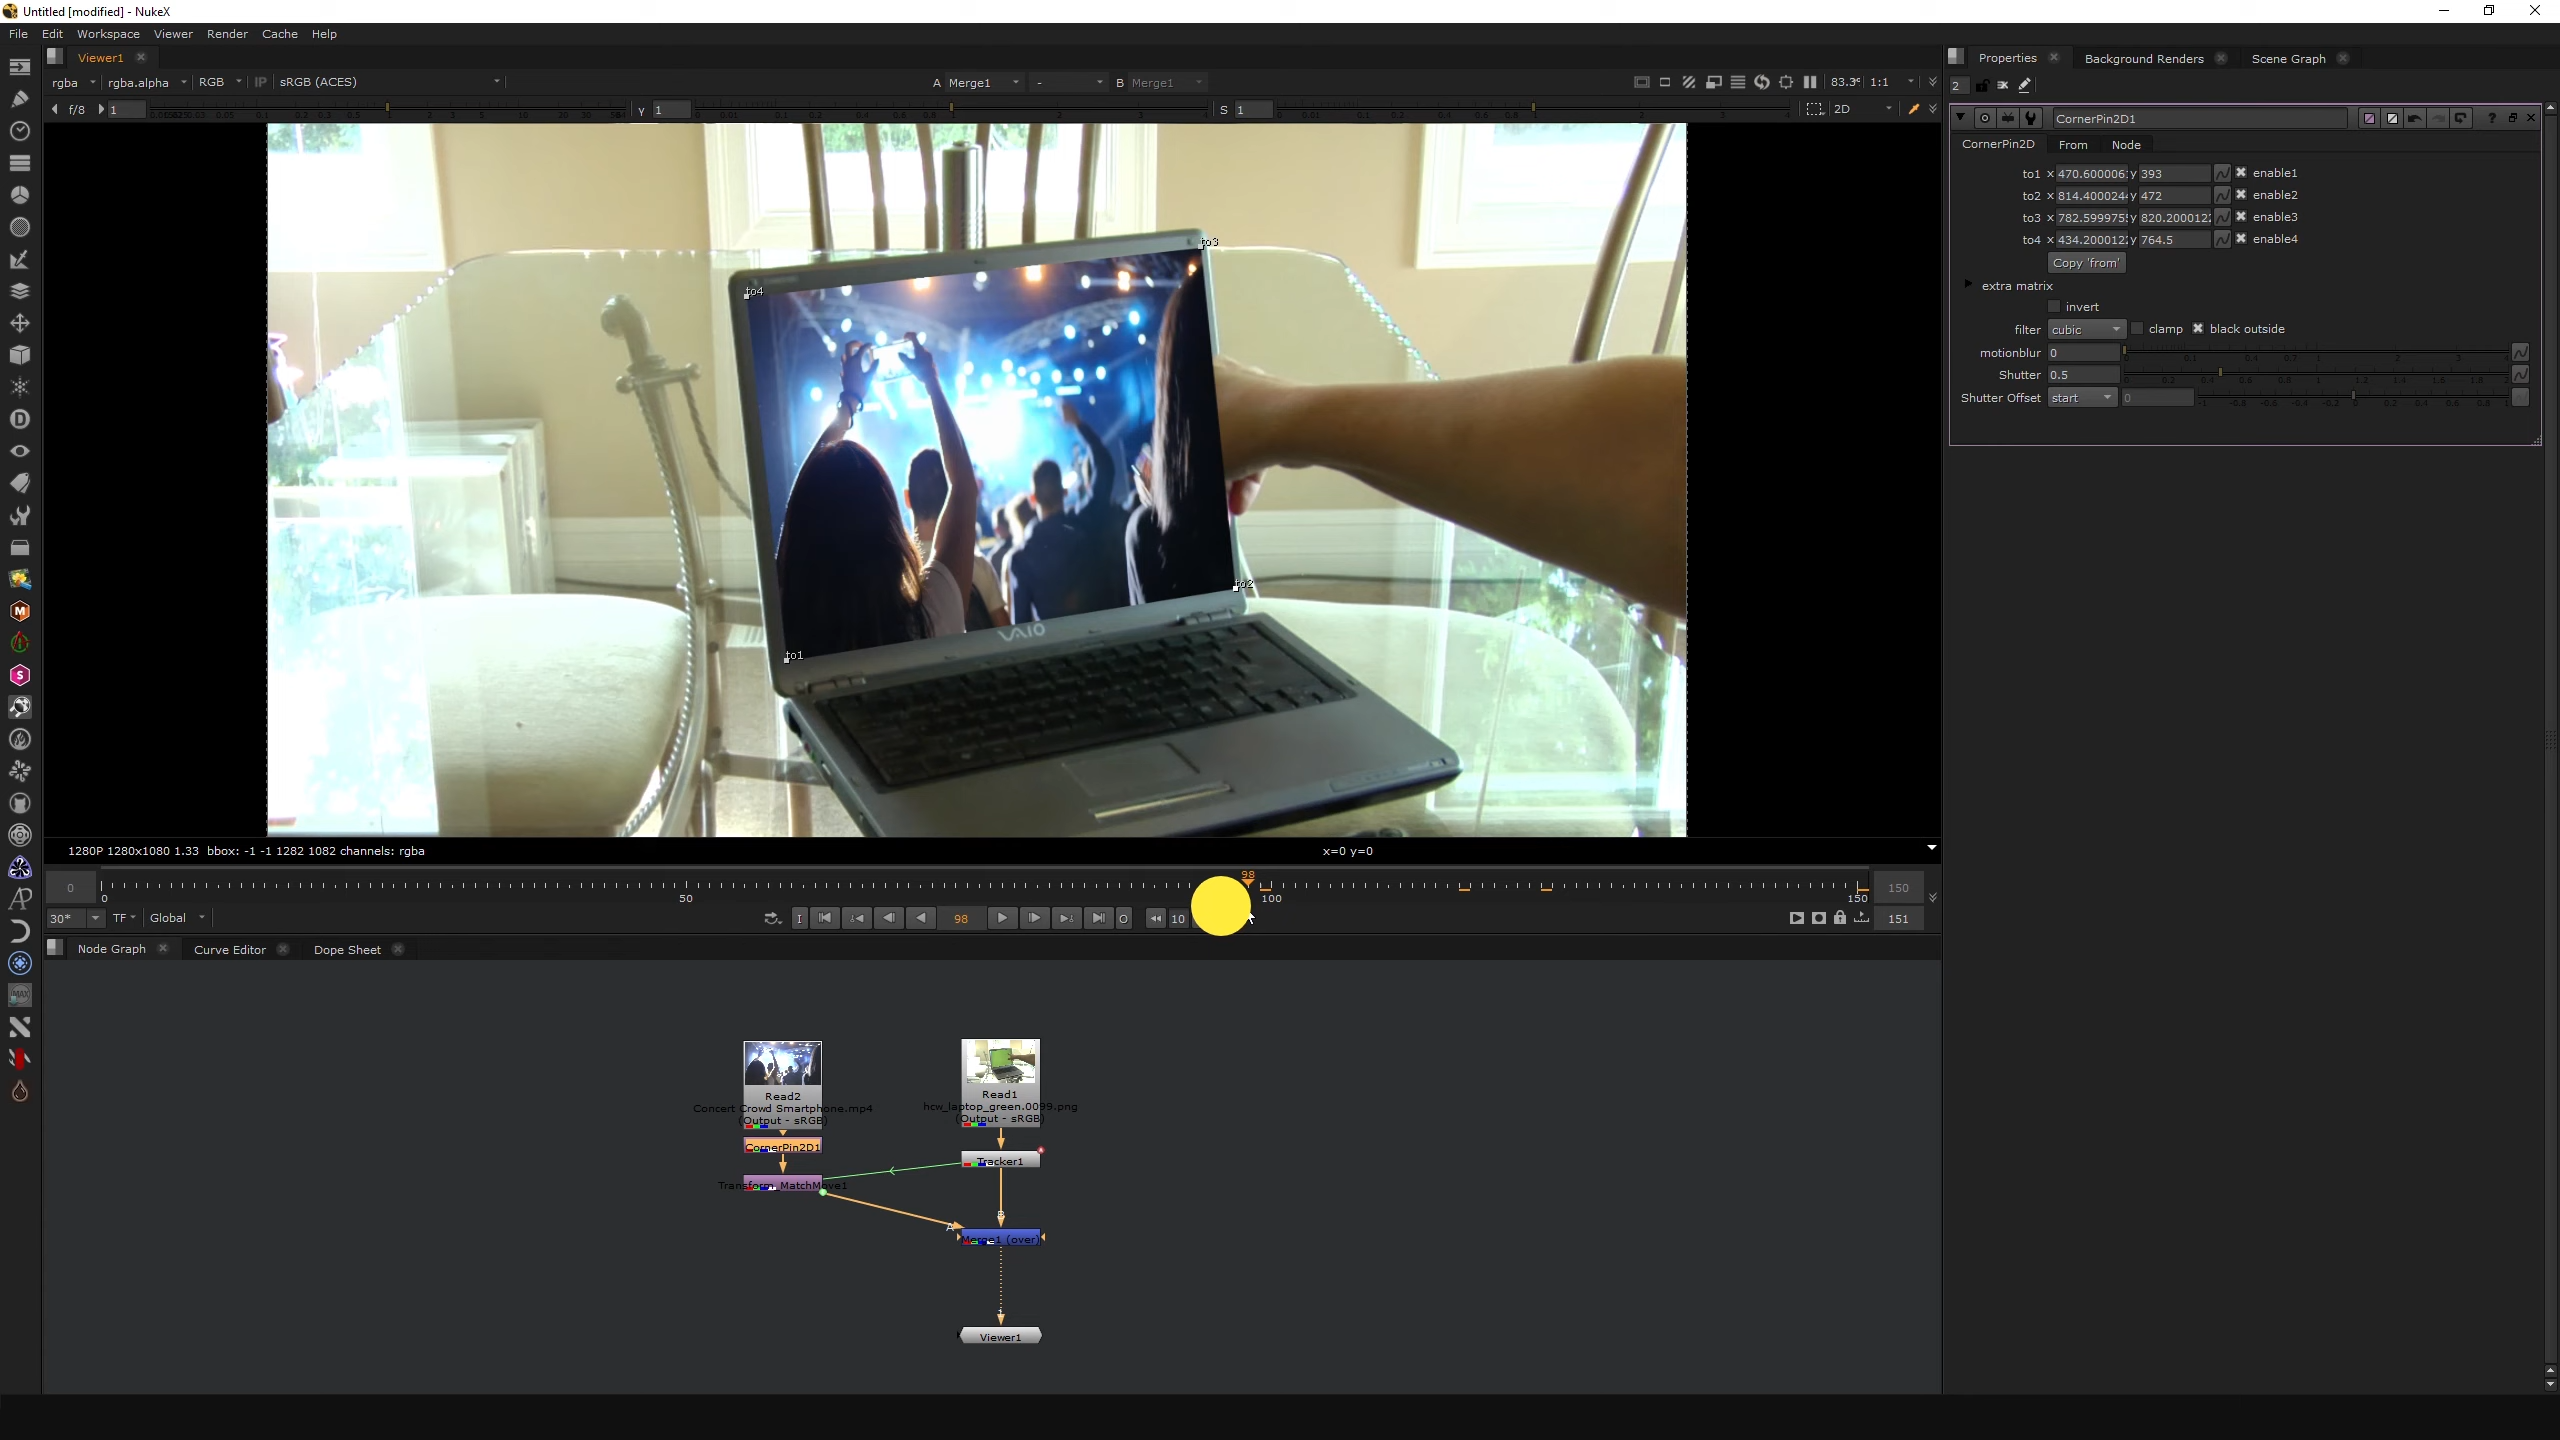 Untitled [modified] - NukeX
File Edit Workspace Viewer Render Cache Help
Viewer1
rgba rgba.alpha RGB IP sRGB (ACES) A Merge1 - B Merge1 1:1
f/8 1 y 1 S 1 2D
to3
to4
to2
VAIO
to1
1280P 1280x1080 1.33 bbox: -1 -1 1282 1082 channels: rgba x=0 y=0
98
0 150
0 50 100 150
30* TF Global I 98 O 10 151
Node Graph Curve Editor Dope Sheet
Read2
Concert Crowd Smartphone.mp4
(Output - sRGB)
CornerPin2D1
Transform_MatchMove1
Read1
hcw_laptop_green.0099.png
(Output - sRGB)
Tracker1
A B
Merge1 (over)
1
Viewer1
Properties Background Renders Scene Graph
2
CornerPin2D1
CornerPin2D From Node
to1 x 470.600006 y 393 enable1
to2 x 814.400024 y 472 enable2
to3 x 782.599975 y 820.200012 enable3
to4 x 434.200012 y 764.5 enable4
Copy 'from'
extra matrix
invert
filter cubic clamp black outside
motionblur 0
Shutter 0.5
Shutter Offset start 0